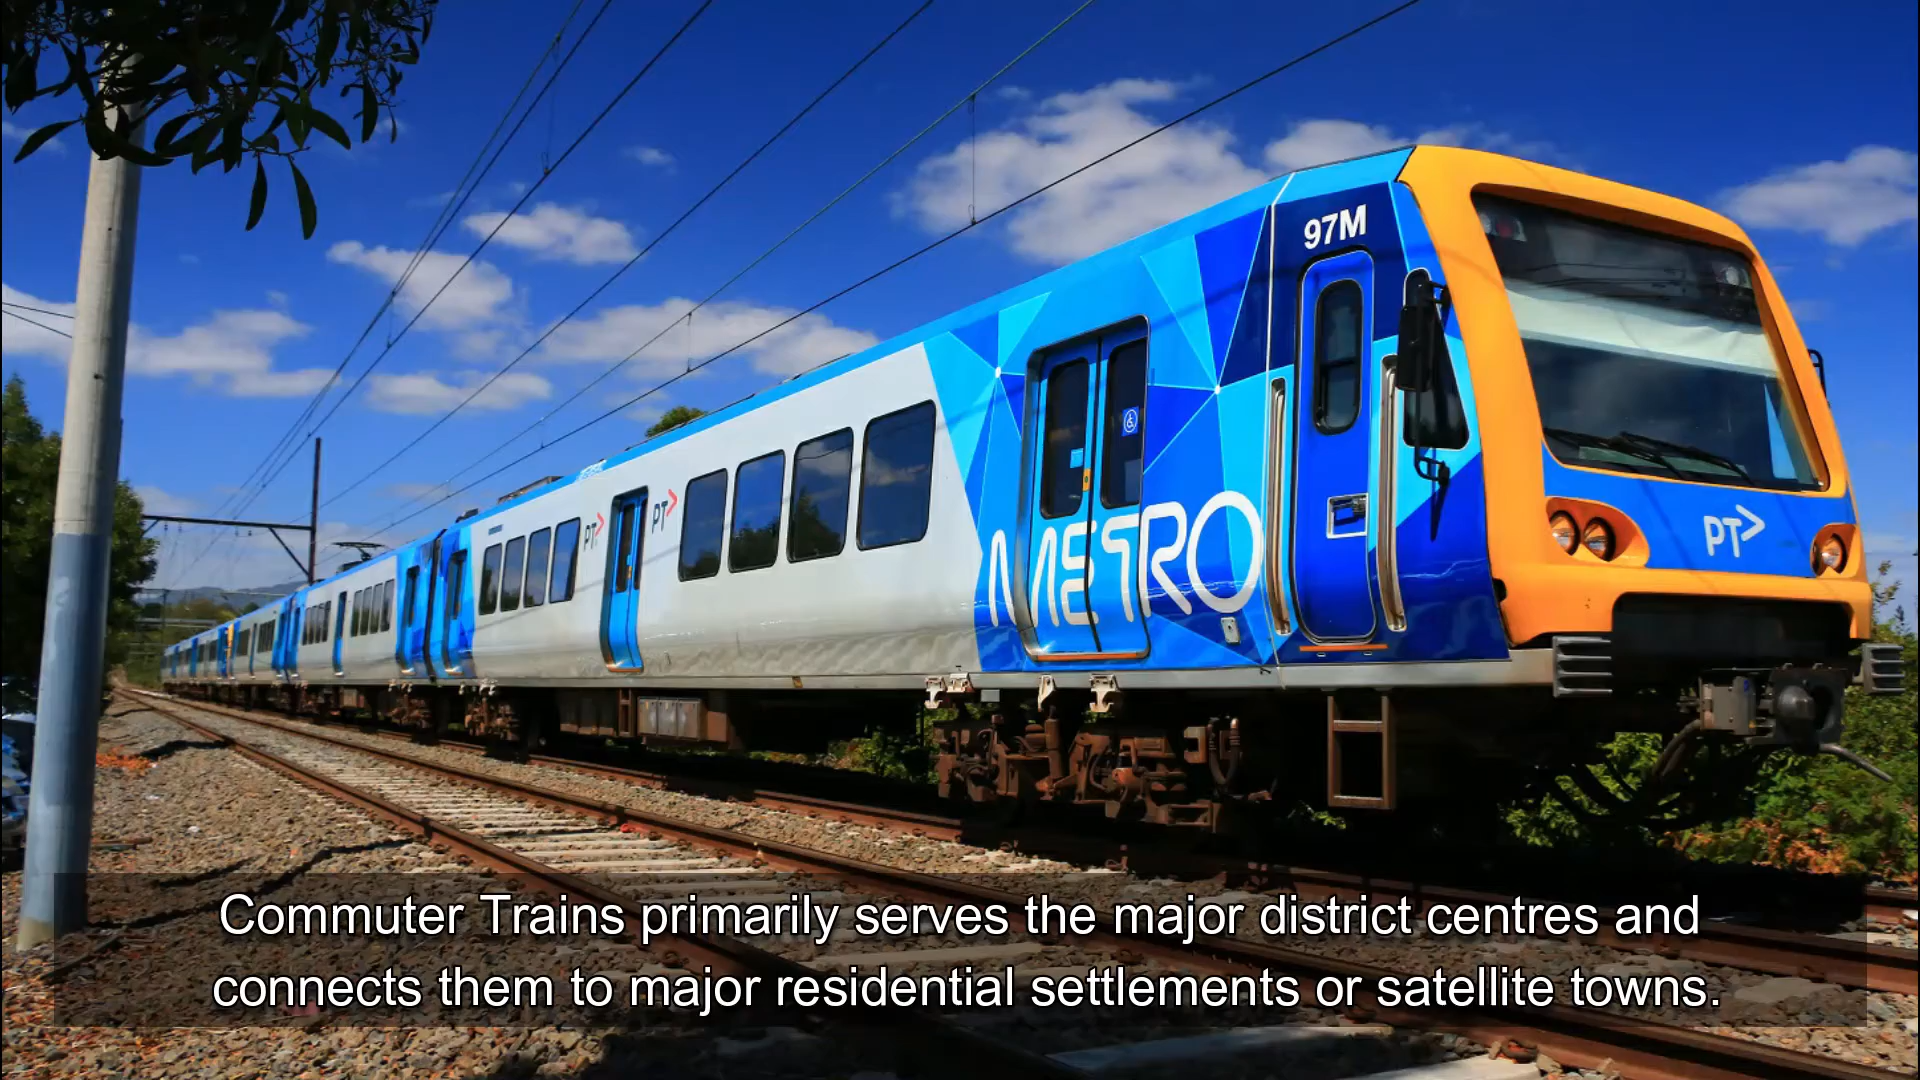 97M
PT>
PT>
METRO
PT>
Commuter Trains primarily serves the major district centres and
connects them to major residential settlements or satellite towns.